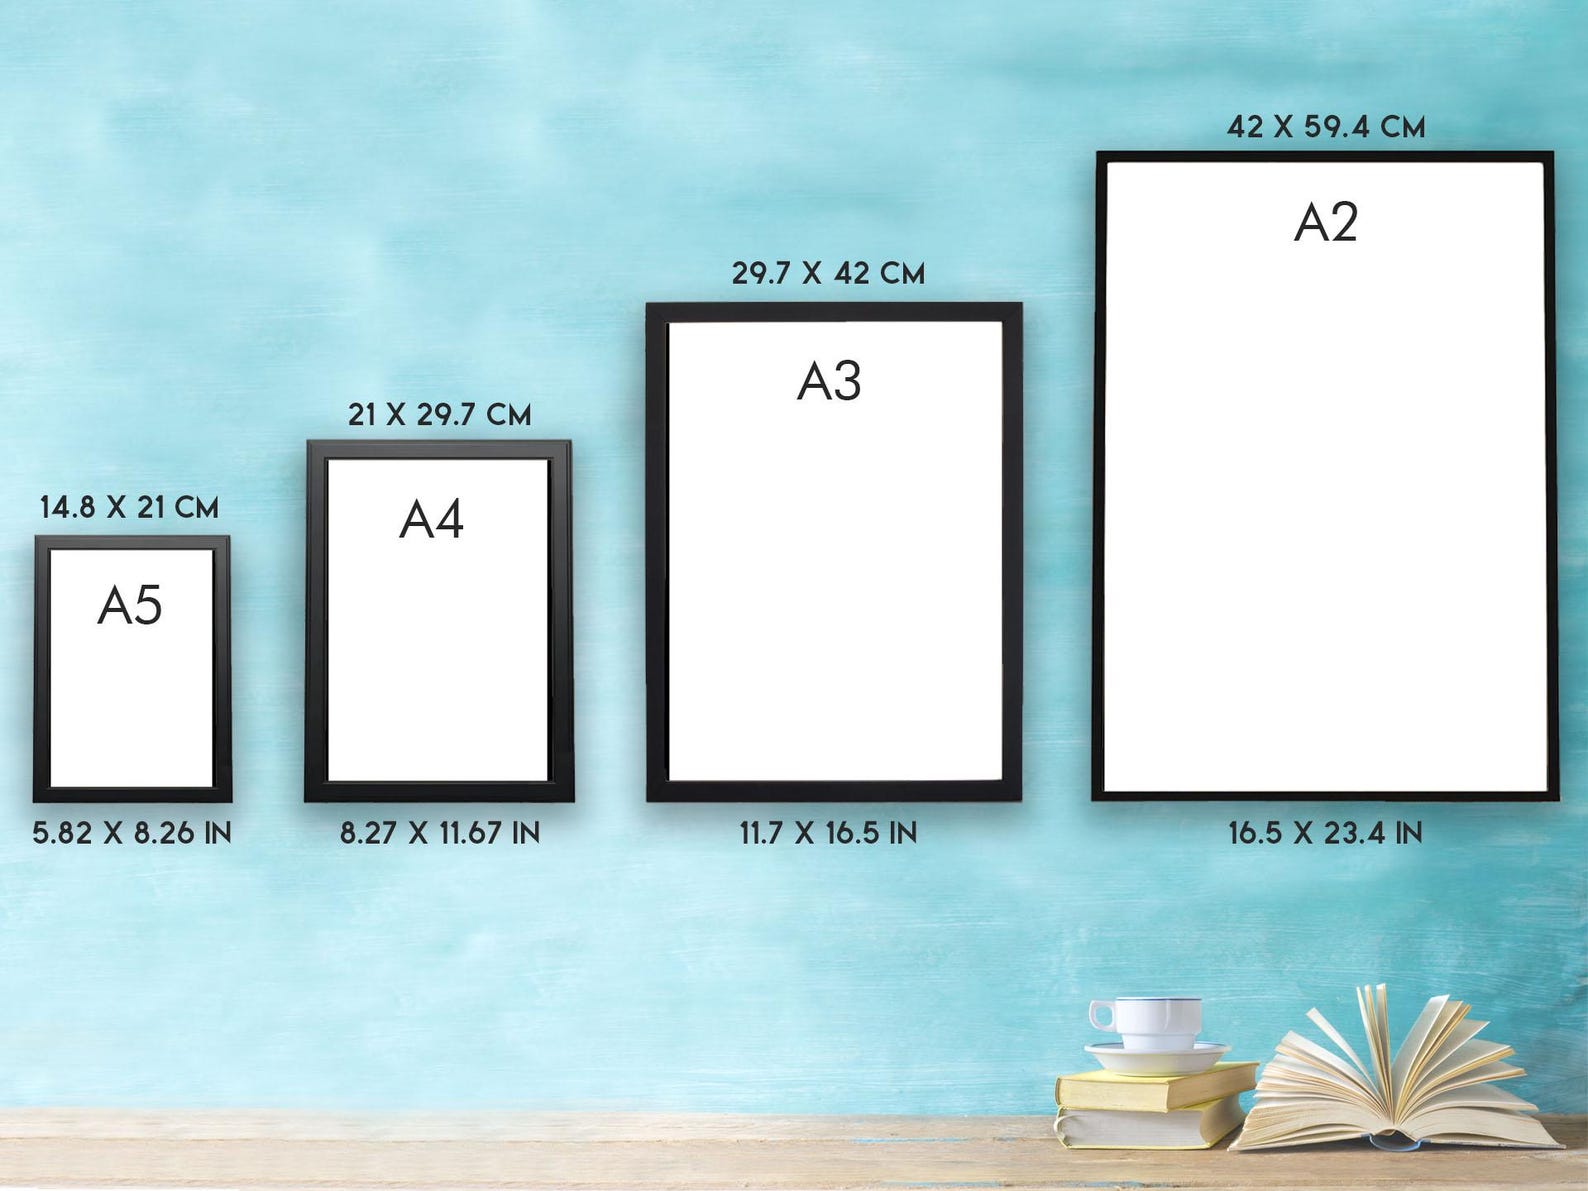 14.8 X 21 CM
A5
5.82 X 8.26 IN
21 X 29.7 CM
A4
8.27 X 11.67 IN
29.7 X 42 CM
A3
11.7 X 16.5 IN
42 X 59.4 CM
A2
16.5 X 23.4 IN